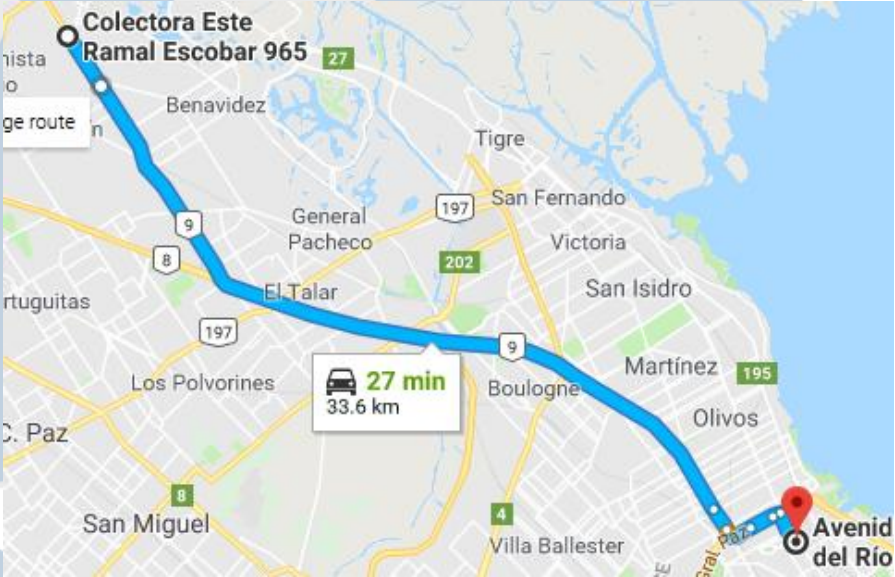 Colectora Este
Ramal Escobar 965
27
nista
o
Benavidez
ge route
n
Tigre
197
San Fernando
General
Pacheco
9
Victoria
8
202
San Isidro
El Talar
rtuguitas
197
9
27 min
33.6 km
Martínez
195
Los Polvorines
Boulogne
Olivos
C. Paz
8
San Miguel
4
Gral. Paz
Villa Ballester
Avenid
del Río
RE